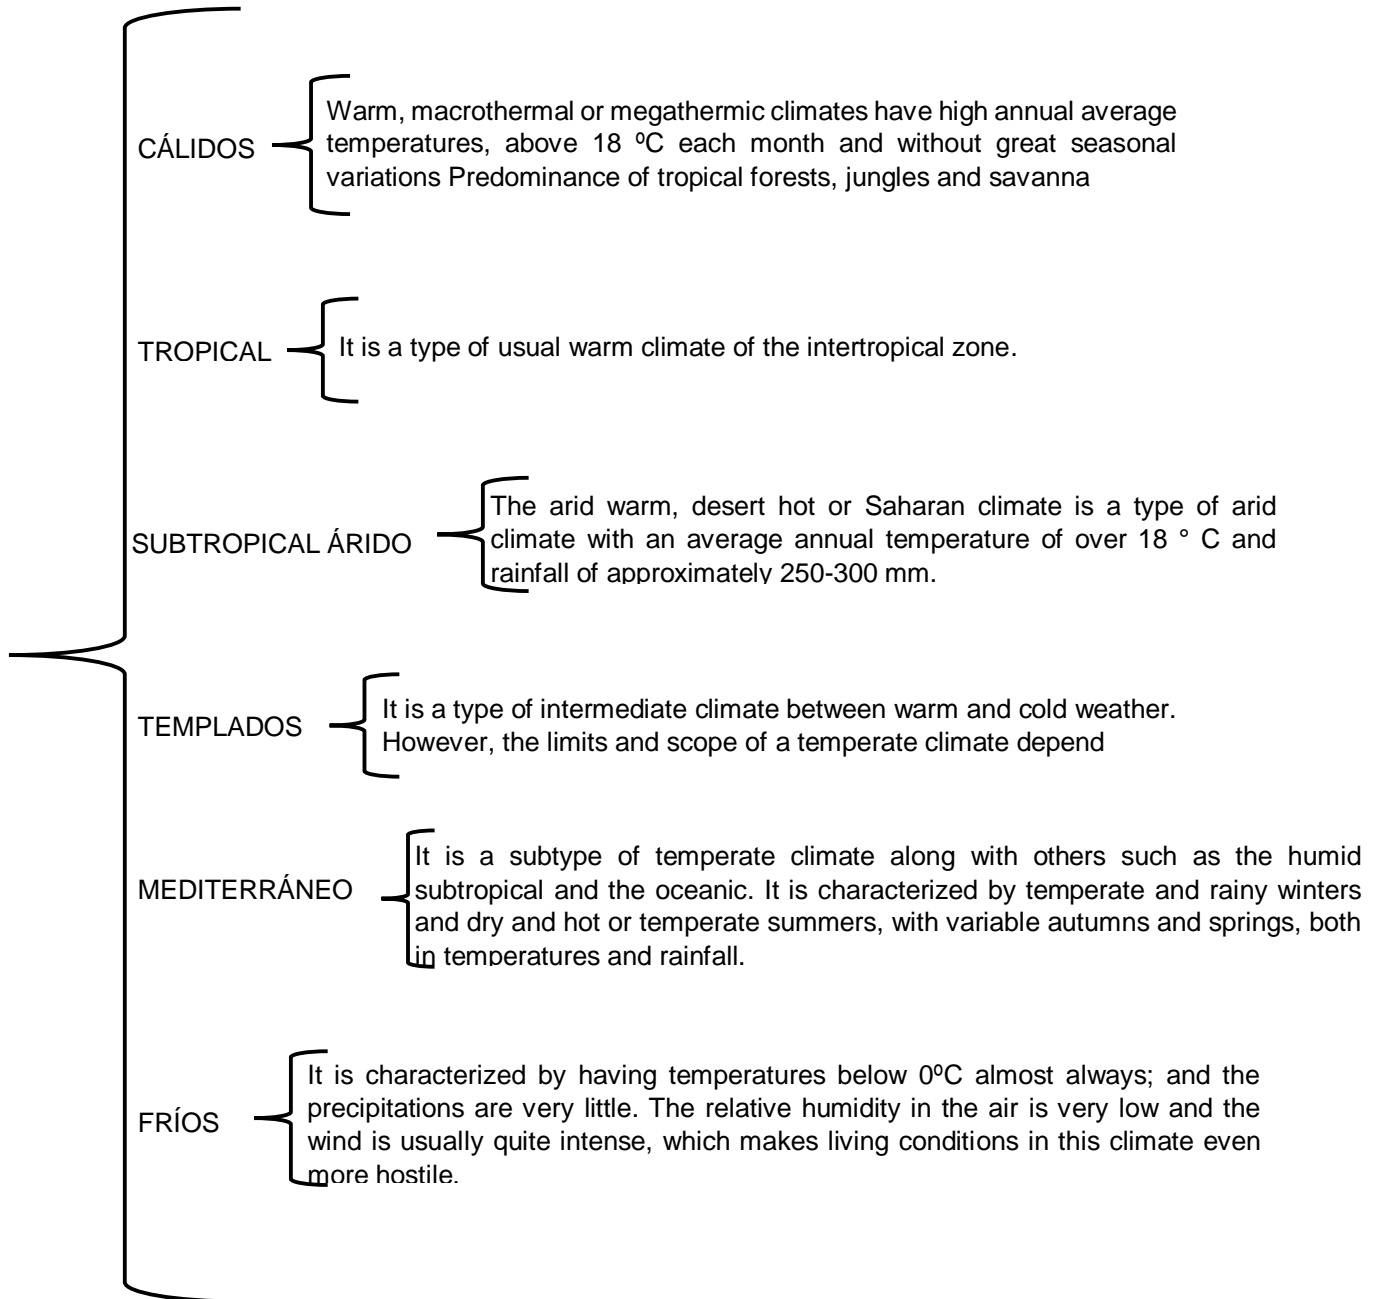 CÁLIDOS
Warm, macrothermal or megathermic climates have high annual average
temperatures, above 18 ºC each month and without great seasonal
variations Predominance of tropical forests, jungles and savanna
TROPICAL
It is a type of usual warm climate of the intertropical zone.
SUBTROPICAL ÁRIDO
The arid warm, desert hot or Saharan climate is a type of arid
climate with an average annual temperature of over 18 ° C and
rainfall of approximately 250-300 mm.
TEMPLADOS
It is a type of intermediate climate between warm and cold weather.
However, the limits and scope of a temperate climate depend
MEDITERRÁNEO
It is a subtype of temperate climate along with others such as the humid
subtropical and the oceanic. It is characterized by temperate and rainy winters
and dry and hot or temperate summers, with variable autumns and springs, both
in temperatures and rainfall.
FRÍOS
It is characterized by having temperatures below 0ºC almost always; and the
precipitations are very little. The relative humidity in the air is very low and the
wind is usually quite intense, which makes living conditions in this climate even
more hostile.